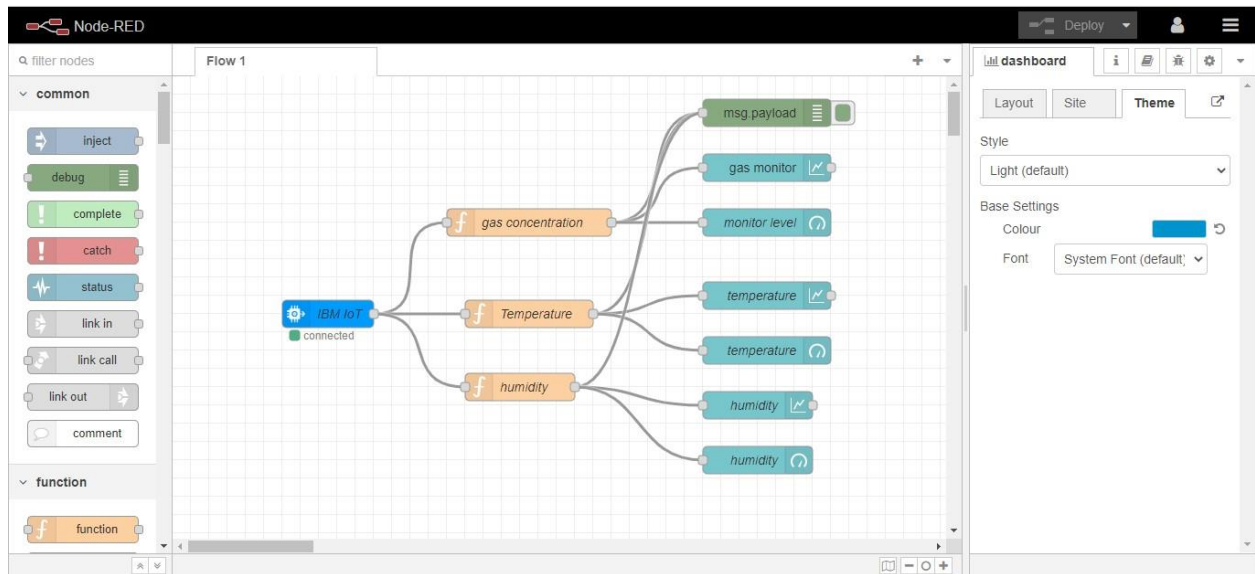 Node-RED
Deploy
filter nodes
common
inject
debug
complete
catch
status
link in
link call
link out
comment
function
function
Flow 1
msg.payload
gas monitor
gas concentration
monitor level
IBM IoT
connected
Temperature
temperature
temperature
humidity
humidity
humidity
dashboard
i
Layout
Site
Theme
Style
Light (default)
Base Settings
Colour
Font
System Font (default)